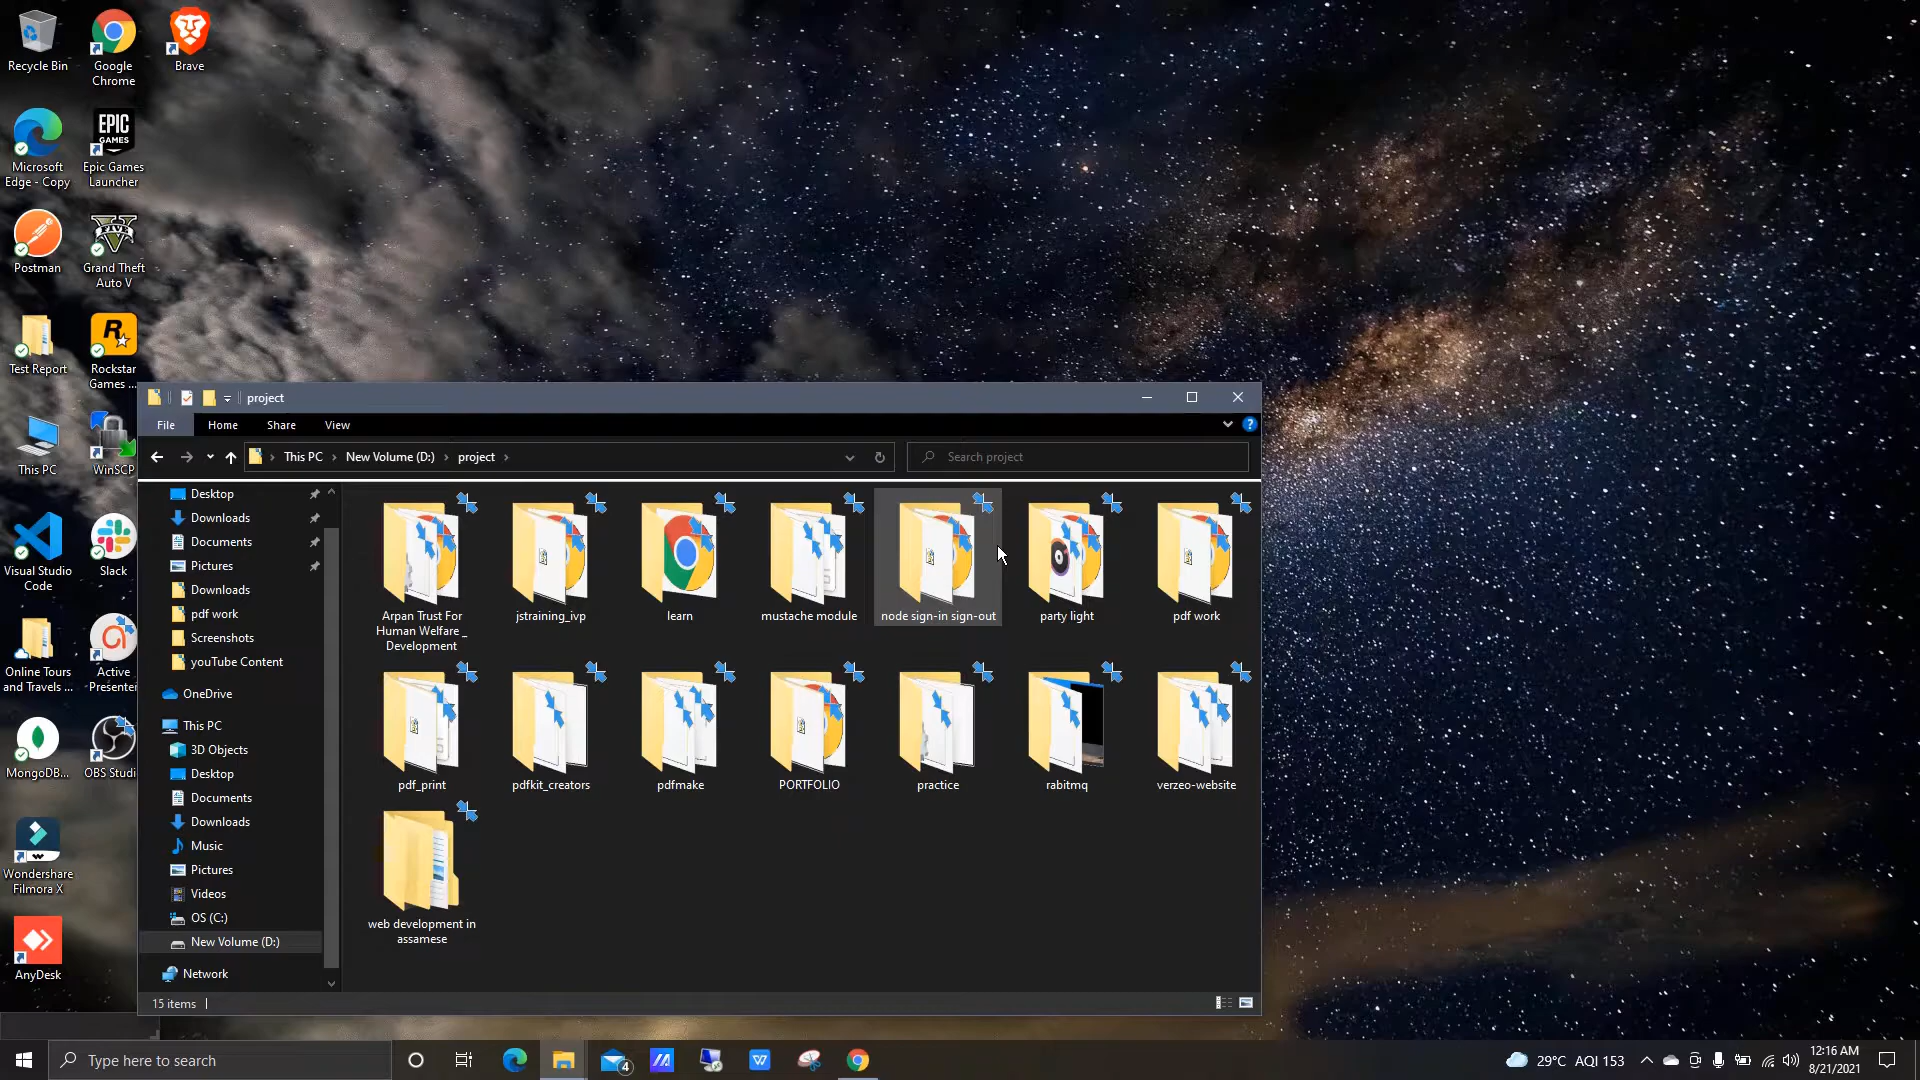 Recycle Bin
Google
Chrome
Brave
Microsoft
Edge - Copy
EPIC
GAMES
Epic Games
Launcher
Postman
FIVE
Grand Theft
Auto V
Test Report
R
Rockstar
Games ...
This PC
WinSCP
Visual Studio
Code
Slack
Online Tours
and Travels ...
Active
Presenter
MongoDB...
OBS Studi
Wondershare
Filmora X
AnyDesk
project
File
Home
Share
View
This PC
New Volume (D:)
project
Search project
Desktop
Downloads
Documents
Pictures
Downloads
pdf work
Screenshots
youTube Content
OneDrive
This PC
3D Objects
Desktop
Documents
Downloads
Music
Pictures
Videos
OS (C:)
New Volume (D:)
Network
Arpan Trust For
Human Welfare _
Development
jstraining_ivp
learn
mustache module
node sign-in sign-out
party light
pdf work
pdf_print
pdfkit_creators
pdfmake
PORTFOLIO
practice
rabitmq
verzeo-website
web development in
assamese
15 items
Type here to search
4
29°C AQI 153
12:16 AM
8/21/2021